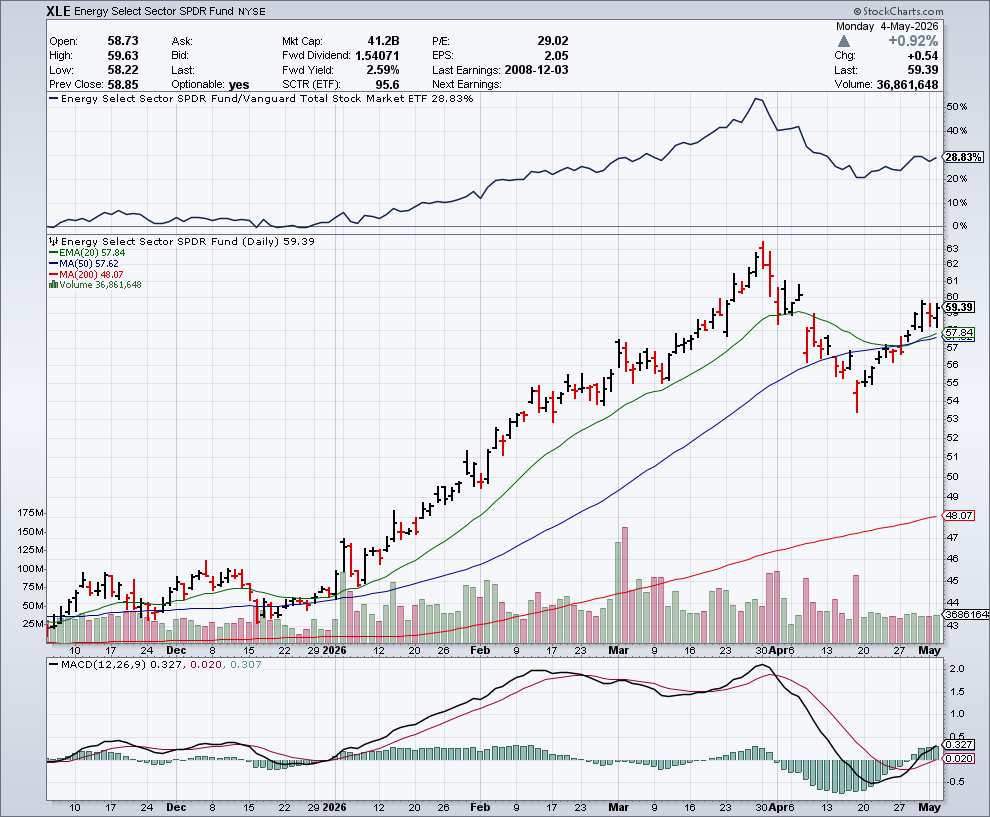 XLE Energy Select Sector SPDR Fund NYSE
© StockCharts.com
Monday 4-May-2026
Open: 58.73 Ask: Mkt Cap: 41.2B P/E: 29.02 +0.92%
High: 59.63 Bid: Fwd Dividend: 1.54071 EPS: 2.05 Chg: +0.54
Low: 58.22 Last: Fwd Yield: 2.59% Last Earnings: 2008-12-03 Last: 59.39
Prev Close: 58.85 Optionable: yes SCTR (ETF): 95.6 Next Earnings: Volume: 36,861,648
Energy Select Sector SPDR Fund/Vanguard Total Stock Market ETF 28.83%
50%
40%
28.83%
20%
10%
0%
Energy Select Sector SPDR Fund (Daily) 59.39
EMA(20) 57.84
MA(50) 57.62
MA(200) 48.07
Volume 36,861,648
63
62
61
60
59.39
57.84
57
56
55
54
53
52
51
50
49
48.07
47
46
45
44
36861648
43
175M
150M
125M
100M
75M
50M
25M
10 17 24 Dec 8 15 22 29 2026 12 20 26 Feb 9 17 23 Mar 9 16 23 30 Apr 6 13 20 27 May
MACD(12,26,9) 0.327, 0.020, 0.307
2.0
1.5
1.0
0.5
0.327
0.020
-0.5
10 17 24 Dec 8 15 22 29 2026 12 20 26 Feb 9 17 23 Mar 9 16 23 30 Apr 6 13 20 27 May